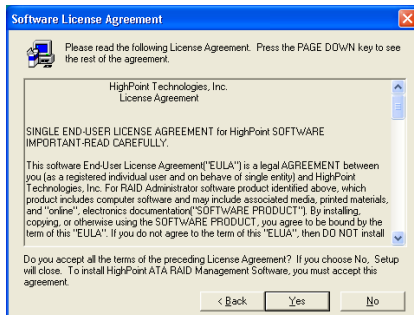 Software License Agreement
Please read the following License Agreement. Press the PAGE DOWN key to see
the rest of the agreement.
HighPoint Technologies, Inc.
License Agreement
SINGLE END-USER LICENSE AGREEMENT for HighPoint SOFTWARE
IMPORTANT-READ CAREFULLY.
This software End-User License Agreement("EULA") is a legal AGREEMENT between
you (as a registered individual user and on behave of single entity) and HighPoint
Technologies, Inc. For RAID Administrator software product identified above, which
product includes computer software and may include associated media, printed materials,
and "online", electronics documentation("SOFTWARE PRODUCT"). By installing,
copying, or otherwise using the SOFTWARE PRODUCT, you agree to be bound by the
term of this "EULA". If you do not agree to the term of this "ELUA", then DO NOT install
Do you accept all the terms of the preceding License Agreement? If you choose No, Setup
will close. To install HighPoint ATA RAID Management Software, you must accept this
agreement.
< Back Yes No